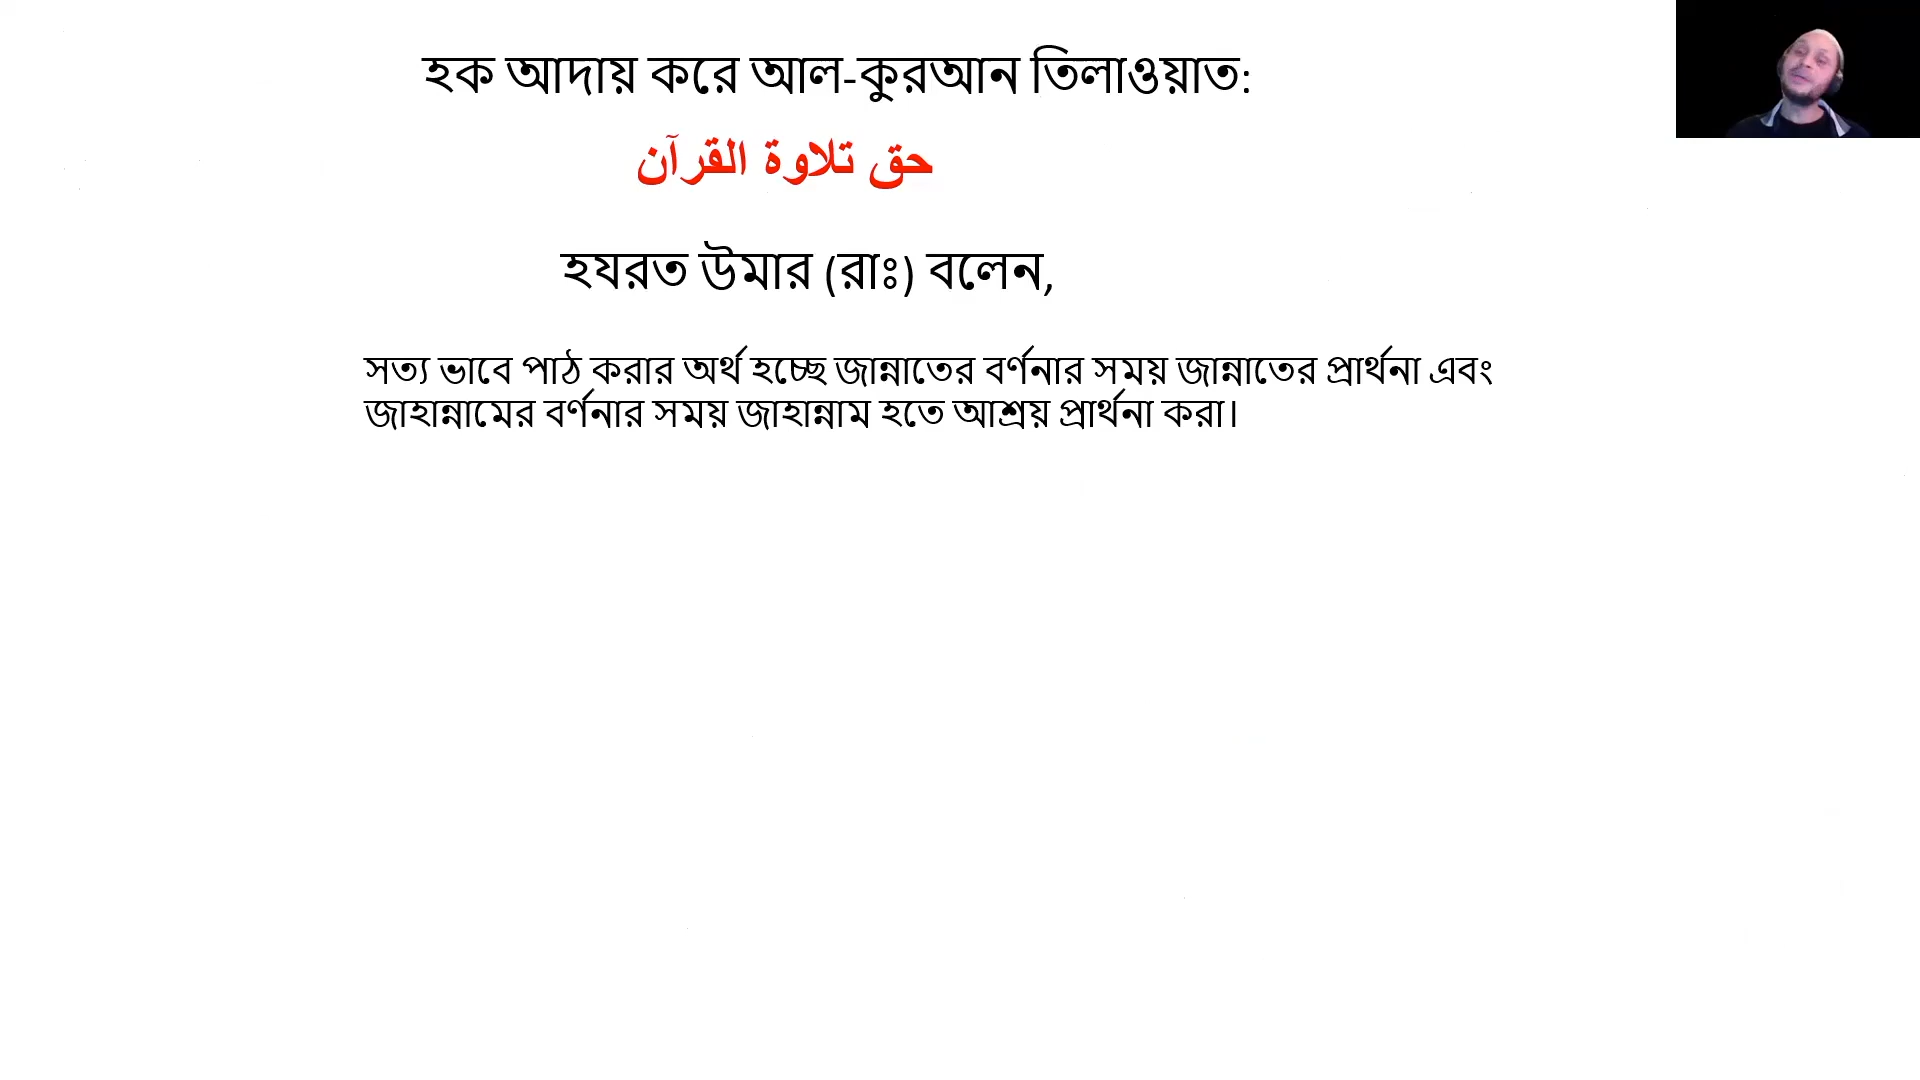 হক আদায় করে আল-কুরআন তিলাওয়াত:
حق تلاوة القرآن
হযরত উমার (রাঃ) বলেন,
সত্য ভাবে পাঠ করার অর্থ হচ্ছে জান্নাতের বর্ণনার সময় জান্নাতের প্রার্থনা এবং
জাহান্নামের বর্ণনার সময় জাহান্নাম হতে আশ্রয় প্রার্থনা করা।